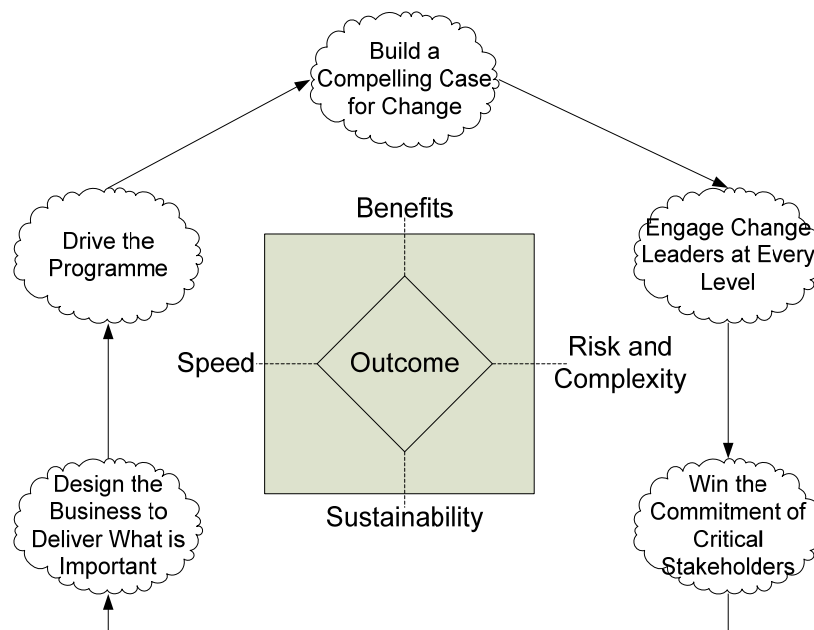 Build a
Compelling Case
for Change
Drive the
Programme
Benefits
Engage Change
Leaders at Every
Level
Speed
Outcome
Risk and
Complexity
Design the
Business to
Deliver What is
Important
Sustainability
Win the
Commitment of
Critical
Stakeholders